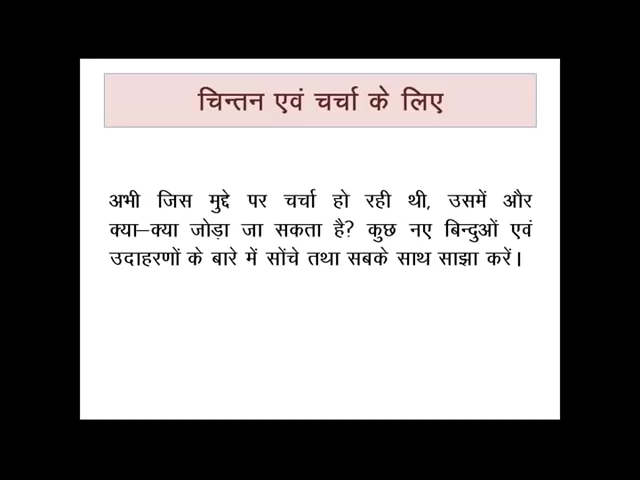 चिन्तन एवं चर्चा के लिए
अभी जिस मुद्दे पर चर्चा हो रही थी, उसमें और
क्या–क्या जोड़ा जा सकता है? कुछ नए बिन्दुओं एवं
उदाहरणों के बारे में सोंचे तथा सबके साथ साझा करें।